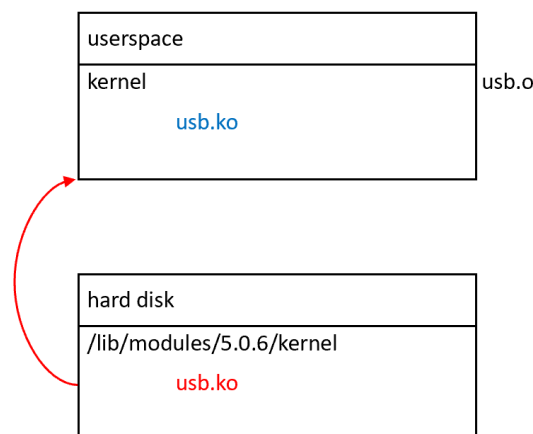 userspace
kernel
usb.o
usb.ko
hard disk
/lib/modules/5.0.6/kernel
usb.ko